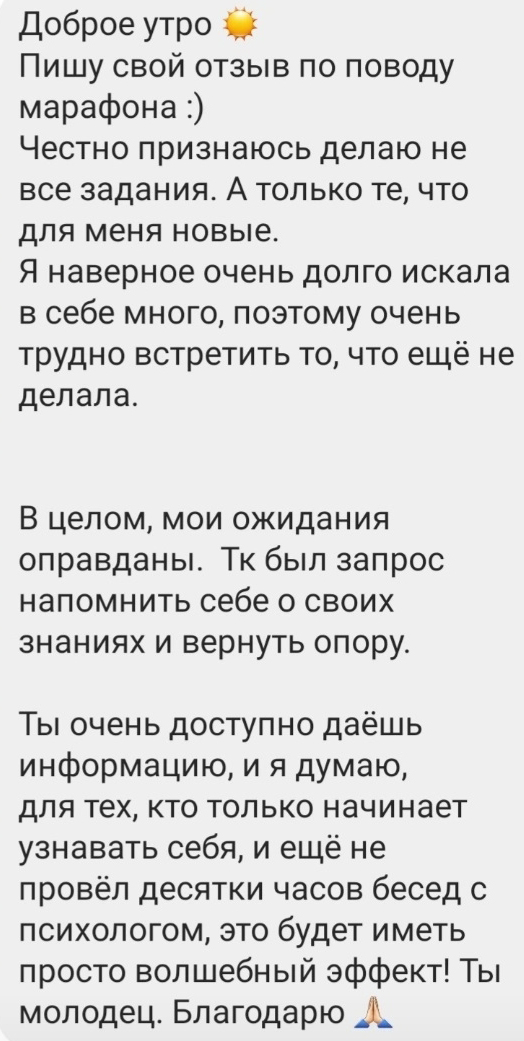 Доброе утро ☀️
Пишу свой отзыв по поводу
марафона :)
Честно признаюсь делаю не
все задания. А только те, что
для меня новые.
Я наверное очень долго искала
в себе много, поэтому очень
трудно встретить то, что ещё не
делала.
В целом, мои ожидания
оправданы.  Тк был запрос
напомнить себе о своих
знаниях и вернуть опору.
Ты очень доступно даёшь
информацию, и я думаю,
для тех, кто только начинает
узнавать себя, и ещё не
провёл десятки часов бесед с
психологом, это будет иметь
просто волшебный эффект! Ты
молодец. Благодарю 🙏🏼